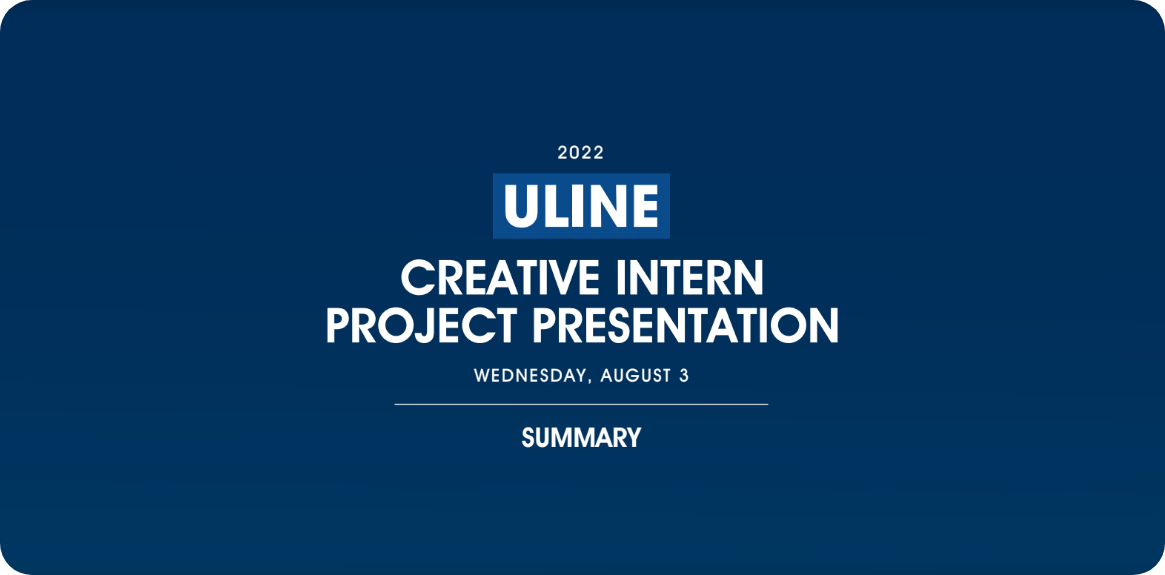 2022
ULINE
CREATIVE INTERN
PROJECT PRESENTATION
WEDNESDAY, AUGUST 3
SUMMARY